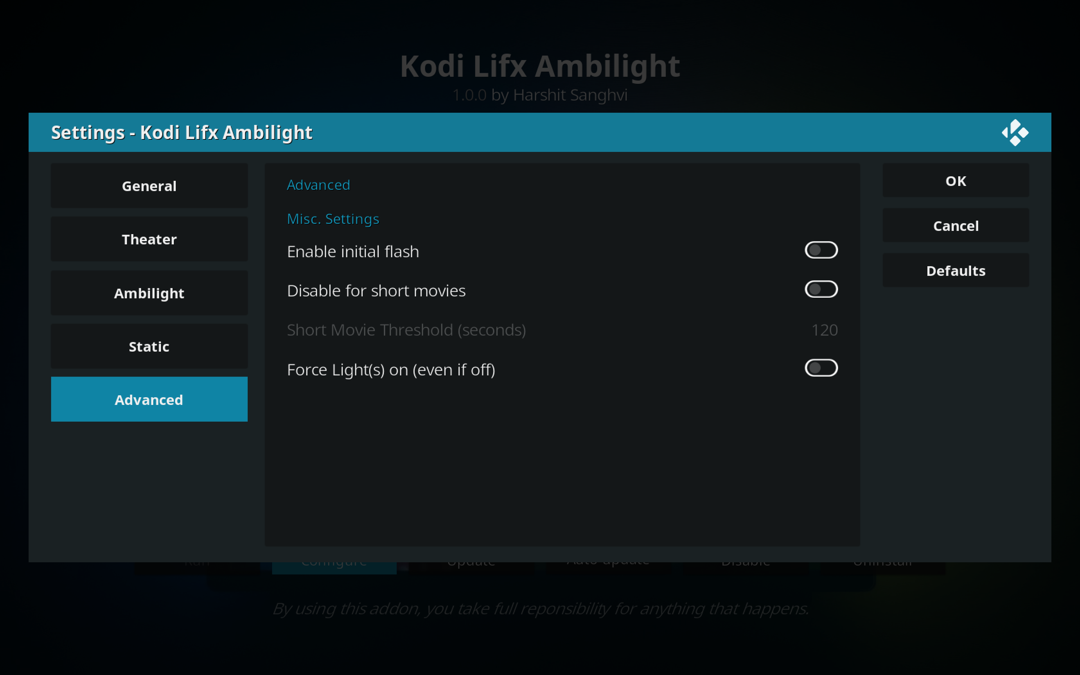 Kodi Lifx Ambilight
1.0.0 by Harshit Sanghvi
Settings - Kodi Lifx Ambilight
General
Theater
Ambilight
Static
Advanced
Advanced
Misc. Settings
Enable initial flash
Disable for short movies
Short Movie Threshold (seconds) 120
Force Light(s) on (even if off)
OK
Cancel
Defaults
Run Configure Update Auto-update Disable Uninstall
By using this addon, you take full reponsibility for anything that happens.